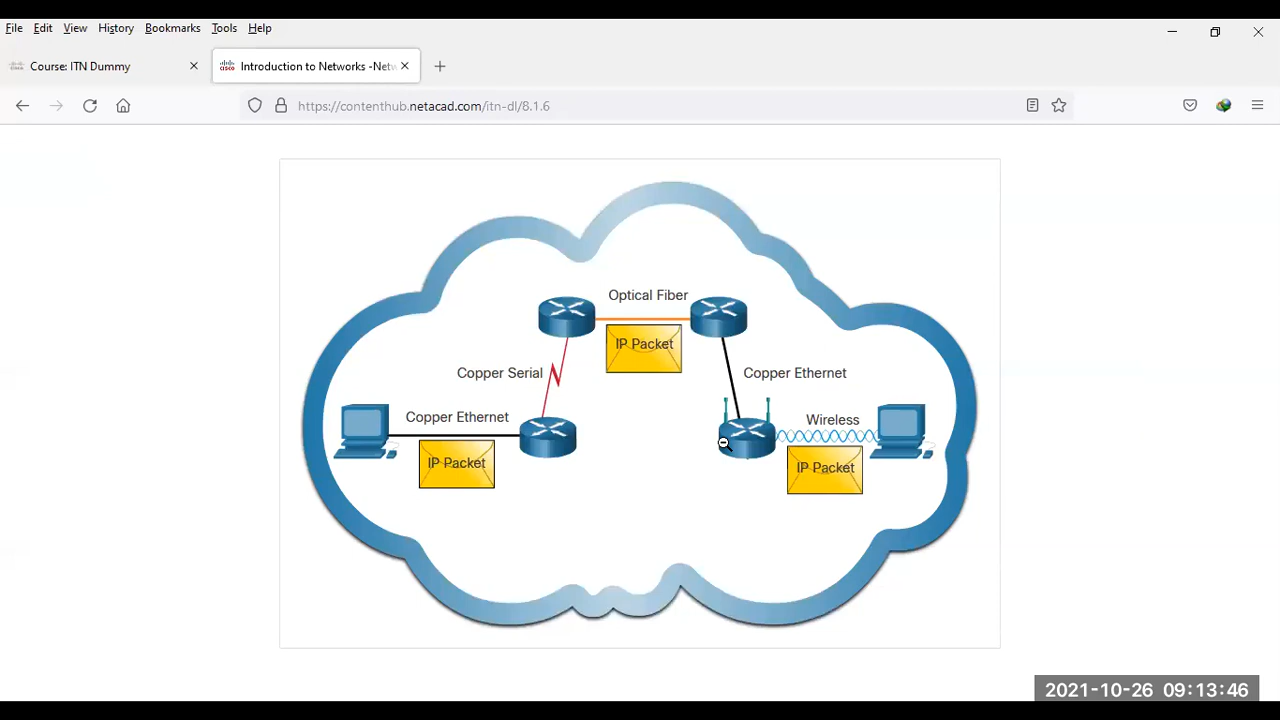 File Edit View History Bookmarks Tools Help
Course: ITN Dummy
Introduction to Networks -Netw
https://contenthub.netacad.com/itn-dl/8.1.6
Optical Fiber
IP Packet
Copper Serial
Copper Ethernet
Copper Ethernet
Wireless
IP Packet
IP Packet
2021-10-26 09:13:46